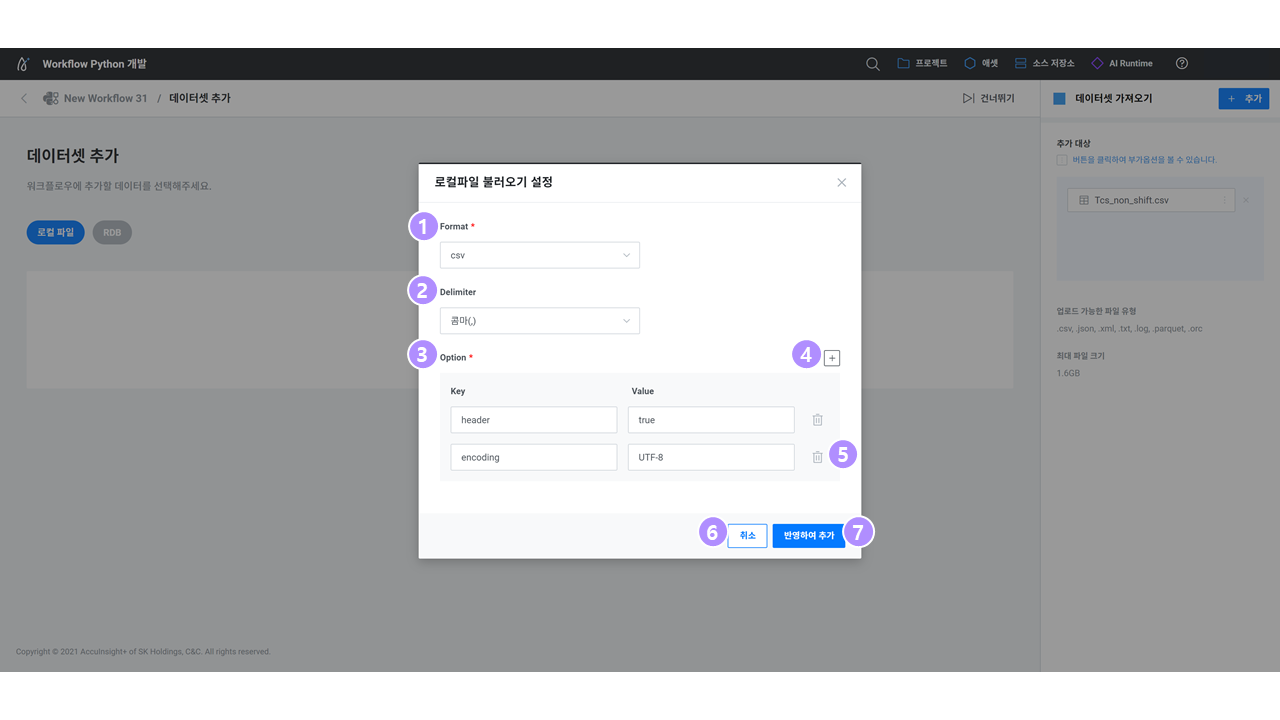 Workflow Python 개발
프로젝트
애셋
소스 저장소
AI Runtime
New Workflow 31 / 데이터셋 추가
건너뛰기
데이터셋 가져오기
+ 추가
데이터셋 추가
워크플로우에 추가할 데이터를 선택해주세요.
로컬 파일
RDB
추가 대상
버튼을 클릭하여 부가옵션을 볼 수 있습니다.
Tcs_non_shift.csv
업로드 가능한 파일 유형
.csv, .json, .xml, .txt, .log, .parquet, .orc
최대 파일 크기
1.6GB
로컬파일 불러오기 설정
1 Format *
csv
2 Delimiter
콤마(,)
3 Option *
4 +
Key Value
header true
encoding UTF-8 5
6 취소
반영하여 추가 7
Copyright © 2021 AccuInsight+ of SK Holdings, C&C. All rights reserved.